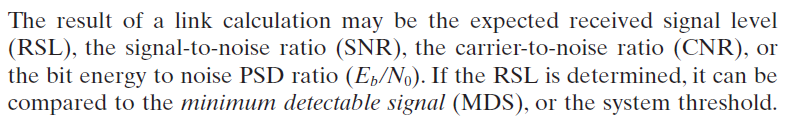 The result of a link calculation may be the expected received signal level
(RSL), the signal-to-noise ratio (SNR), the carrier-to-noise ratio (CNR), or
the bit energy to noise PSD ratio (E_b/N_0). If the RSL is determined, it can be
compared to the minimum detectable signal (MDS), or the system threshold.